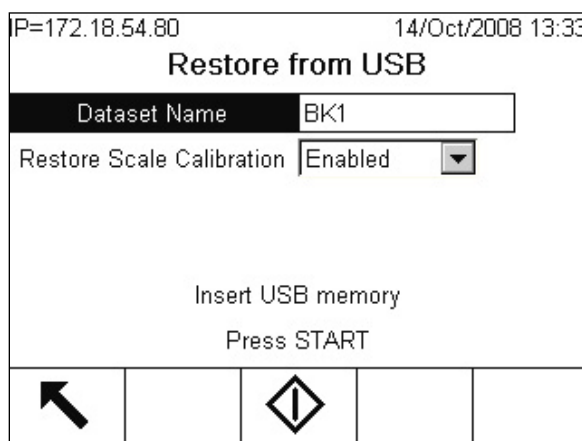 IP=172.18.54.80 14/Oct/2008 13:33
Restore from USB
Dataset Name BK1
Restore Scale Calibration Enabled
Insert USB memory
Press START